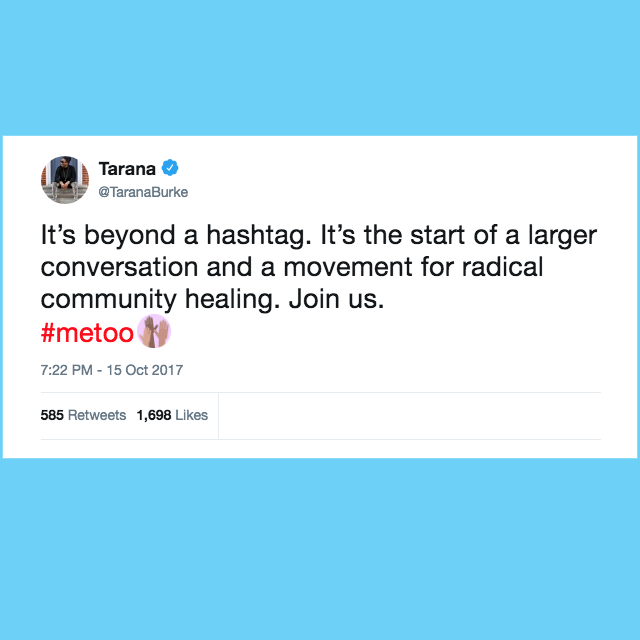 Tarana
@TaranaBurke
It’s beyond a hashtag. It’s the start of a larger
conversation and a movement for radical
community healing. Join us.
#metoo
7:22 PM - 15 Oct 2017
585 Retweets 1,698 Likes